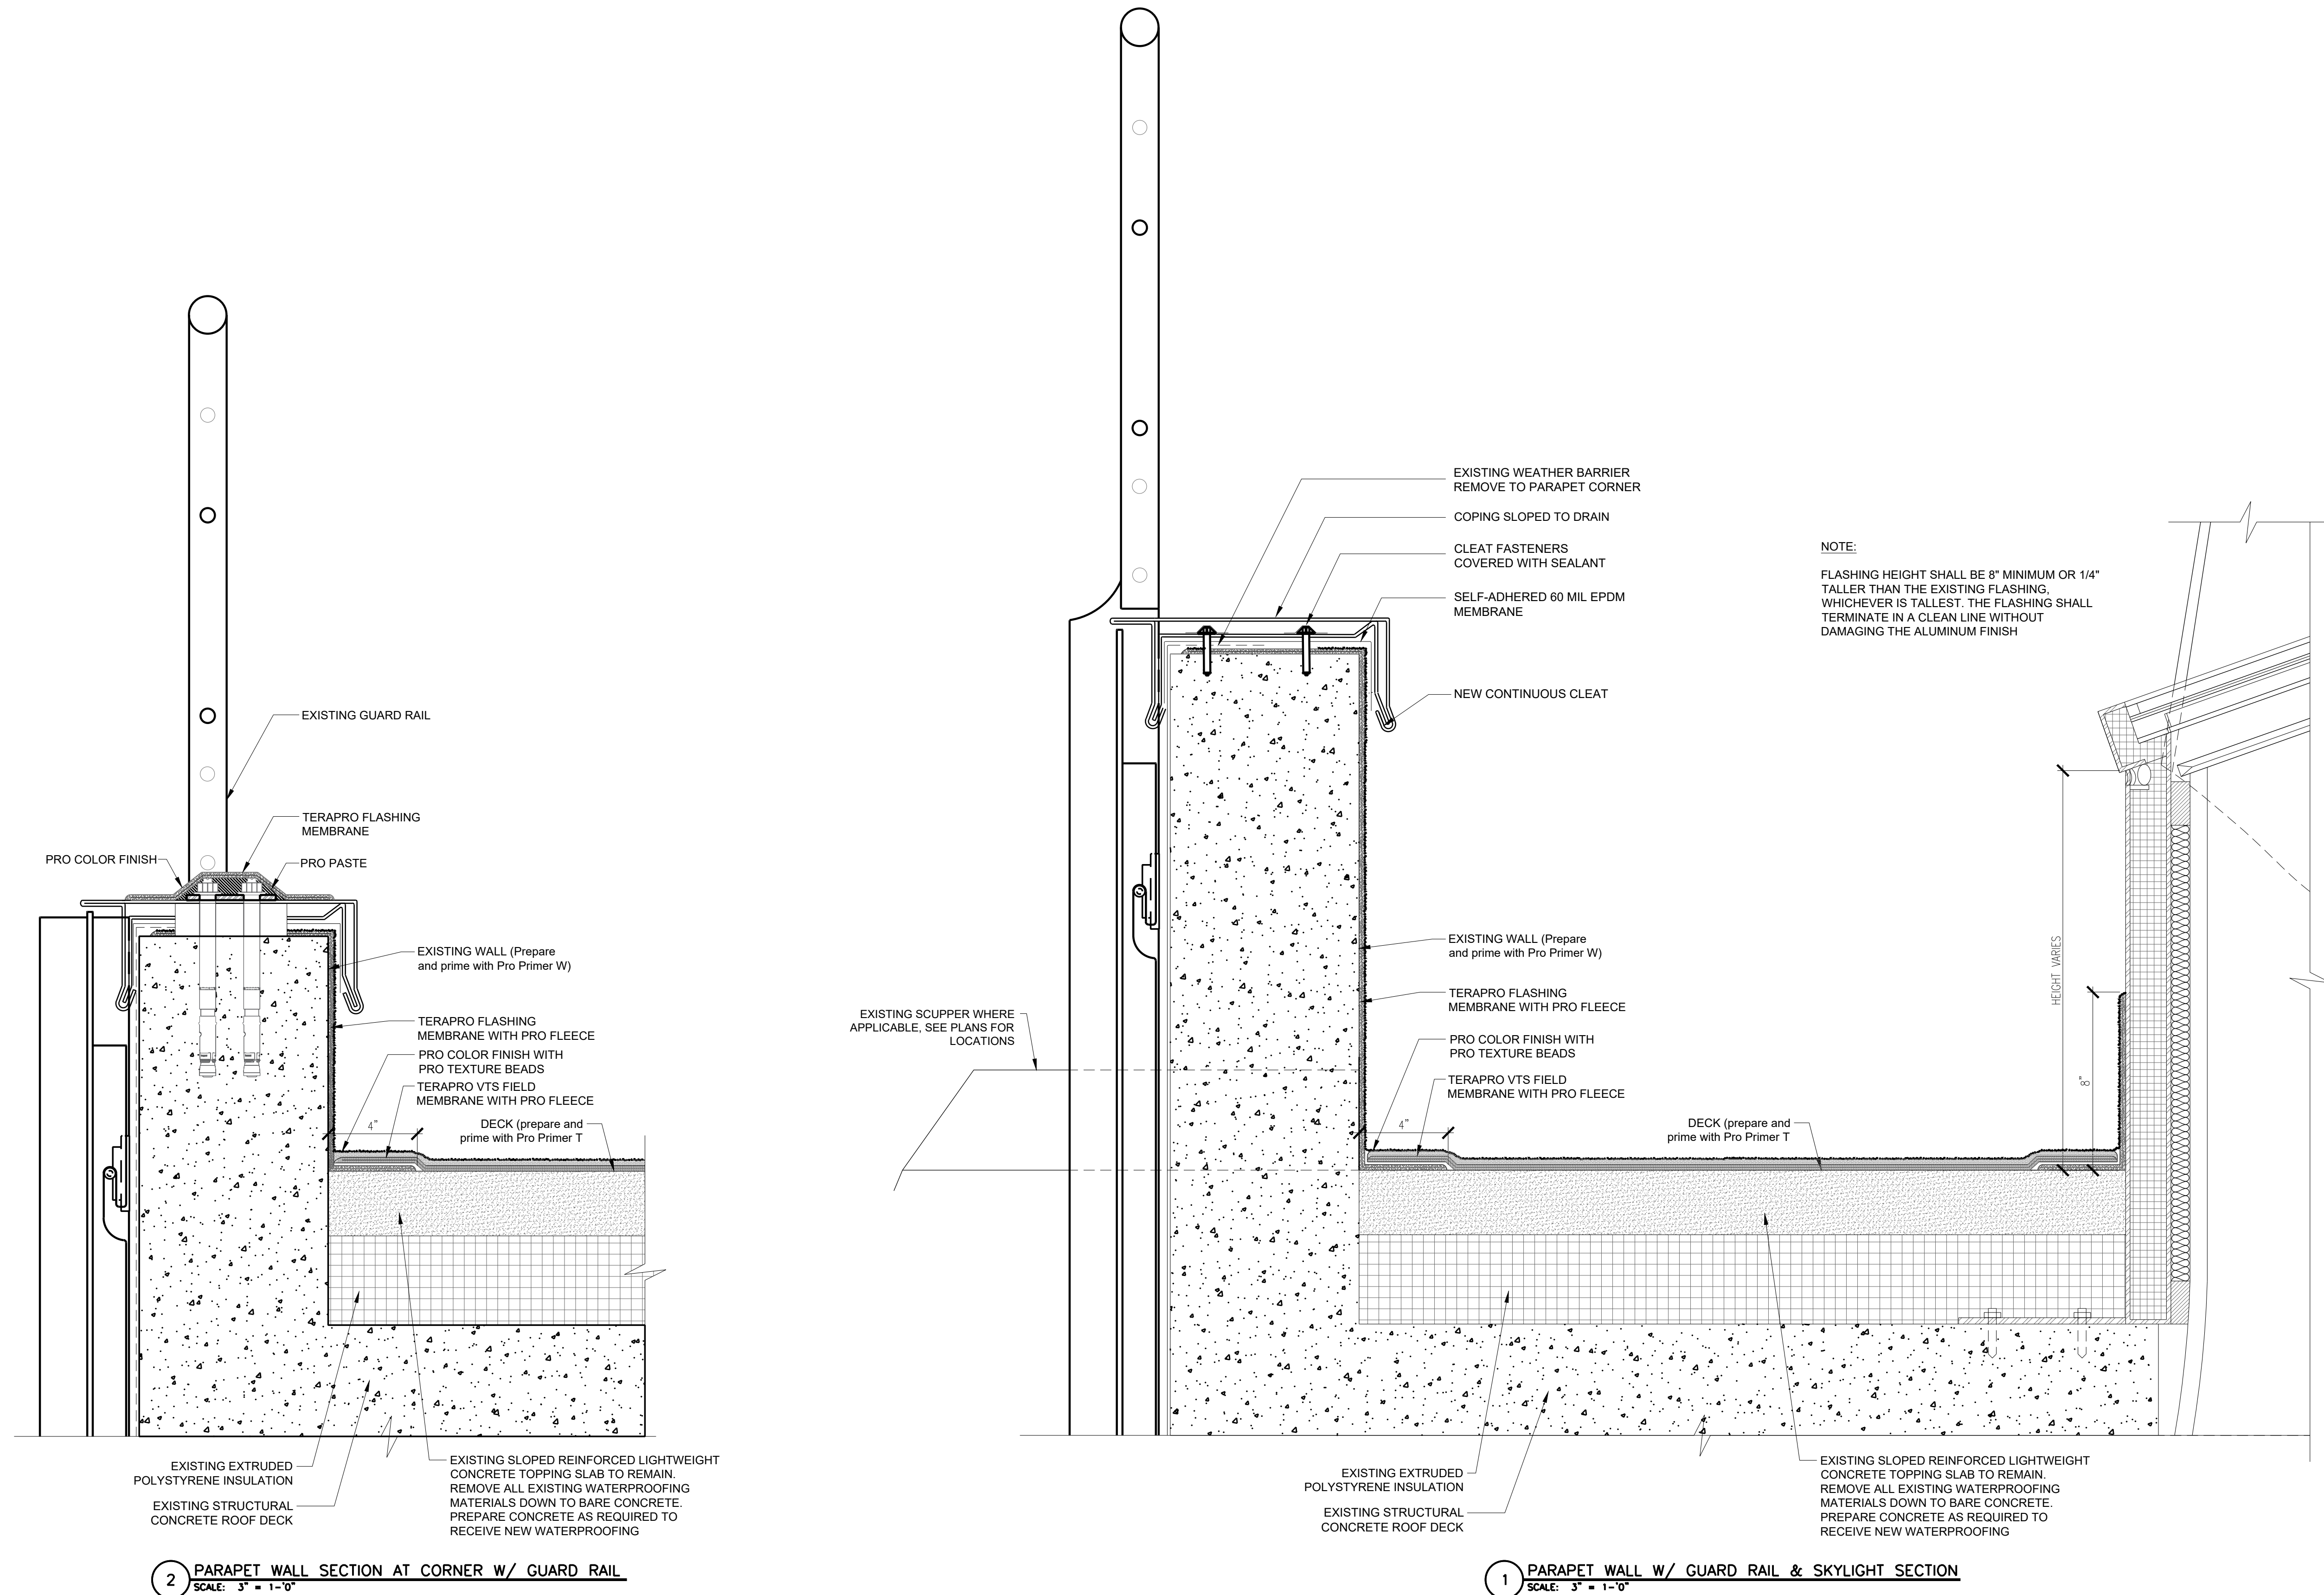 EXISTING GUARD RAIL
TERAPRO FLASHING
MEMBRANE
PRO COLOR FINISH
PRO PASTE
EXISTING WALL (Prepare
and prime with Pro Primer W)
TERAPRO FLASHING
MEMBRANE WITH PRO FLEECE
PRO COLOR FINISH WITH
PRO TEXTURE BEADS
TERAPRO VTS FIELD
MEMBRANE WITH PRO FLEECE
4"
DECK (prepare and
prime with Pro Primer T
EXISTING EXTRUDED
POLYSTYRENE INSULATION
EXISTING STRUCTURAL
CONCRETE ROOF DECK
EXISTING SLOPED REINFORCED LIGHTWEIGHT
CONCRETE TOPPING SLAB TO REMAIN.
REMOVE ALL EXISTING WATERPROOFING
MATERIALS DOWN TO BARE CONCRETE.
PREPARE CONCRETE AS REQUIRED TO
RECEIVE NEW WATERPROOFING
2 PARAPET WALL SECTION AT CORNER W/ GUARD RAIL
SCALE: 3" = 1-'0"
EXISTING WEATHER BARRIER
REMOVE TO PARAPET CORNER
COPING SLOPED TO DRAIN
CLEAT FASTENERS
COVERED WITH SEALANT
SELF-ADHERED 60 MIL EPDM
MEMBRANE
NEW CONTINUOUS CLEAT
NOTE:
FLASHING HEIGHT SHALL BE 8" MINIMUM OR 1/4"
TALLER THAN THE EXISTING FLASHING,
WHICHEVER IS TALLEST. THE FLASHING SHALL
TERMINATE IN A CLEAN LINE WITHOUT
DAMAGING THE ALUMINUM FINISH
EXISTING WALL (Prepare
and prime with Pro Primer W)
TERAPRO FLASHING
MEMBRANE WITH PRO FLEECE
EXISTING SCUPPER WHERE
APPLICABLE, SEE PLANS FOR
LOCATIONS
PRO COLOR FINISH WITH
PRO TEXTURE BEADS
TERAPRO VTS FIELD
MEMBRANE WITH PRO FLEECE
4"
DECK (prepare and
prime with Pro Primer T
HEIGHT VARIES
8"
EXISTING EXTRUDED
POLYSTYRENE INSULATION
EXISTING STRUCTURAL
CONCRETE ROOF DECK
EXISTING SLOPED REINFORCED LIGHTWEIGHT
CONCRETE TOPPING SLAB TO REMAIN.
REMOVE ALL EXISTING WATERPROOFING
MATERIALS DOWN TO BARE CONCRETE.
PREPARE CONCRETE AS REQUIRED TO
RECEIVE NEW WATERPROOFING
1 PARAPET WALL W/ GUARD RAIL & SKYLIGHT SECTION
SCALE: 3" = 1-'0"